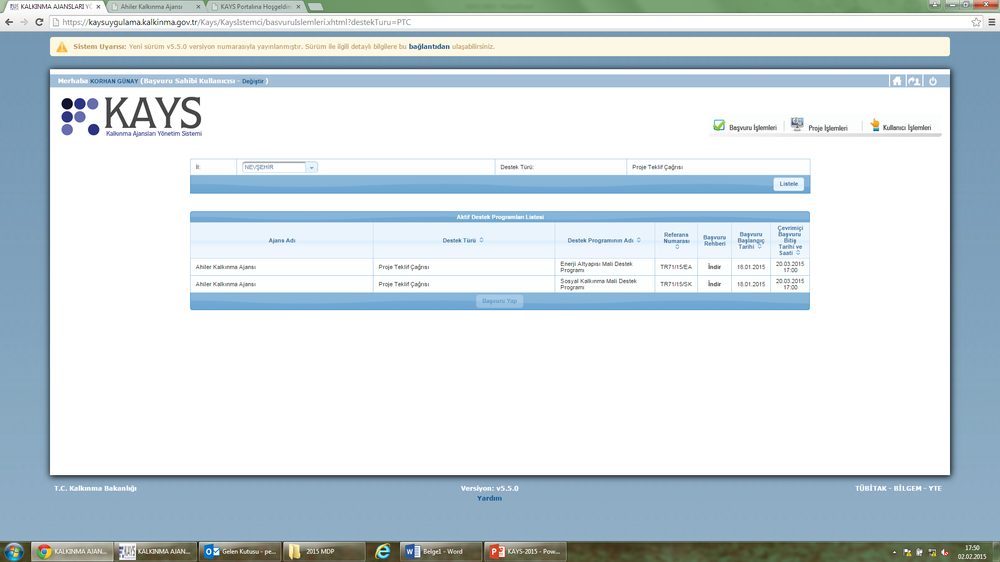 KALKINMA AJANSLARI YÖ
Ahiler Kalkınma Ajansı
KAYS Portalına Hoşgeldin
https://kaysuygulama.kalkinma.gov.tr/Kays/KaysIstemci/basvuruIslemleri.xhtml?destekTuru=PTC
Sistem Uyarısı: Yeni sürüm v5.5.0 versiyon numarasıyla yayınlanmıştır. Sürüm ile ilgili detaylı bilgilere bu bağlantıdan ulaşabilirsiniz.
Merhaba KORHAN GÜNAY (Başvuru Sahibi Kullanıcısı - Değiştir )
KAYS
Kalkınma Ajansları Yönetim Sistemi
Başvuru İşlemleri
Proje İşlemleri
Kullanıcı İşlemleri
İl:
NEVŞEHİR
Destek Türü:
Proje Teklif Çağrısı
Listele
Aktif Destek Programları Listesi
Ajans Adı
Destek Türü
Destek Programının Adı
Referans
Numarası
Başvuru
Rehberi
Başvuru
Başlangıç
Tarihi
Çevrimiçi
Başvuru
Bitiş
Tarihi ve
Saati
Ahiler Kalkınma Ajansı
Proje Teklif Çağrısı
Enerji Altyapısı Mali Destek
Programı
TR71/15/EA
İndir
18.01.2015
20.03.2015
17:00
Ahiler Kalkınma Ajansı
Proje Teklif Çağrısı
Sosyal Kalkınma Mali Destek
Programı
TR71/15/SK
İndir
18.01.2015
20.03.2015
17:00
Başvuru Yap
T.C. Kalkınma Bakanlığı
Versiyon: v5.5.0
Yardım
TÜBİTAK - BİLGEM - YTE
KALKINMA AJAN...
KALKINMA AJAN...
Gelen Kutusu - pe...
2015 MDP
Belge1 - Word
KAYS-2015 - Pow...
17:50
02.02.2015